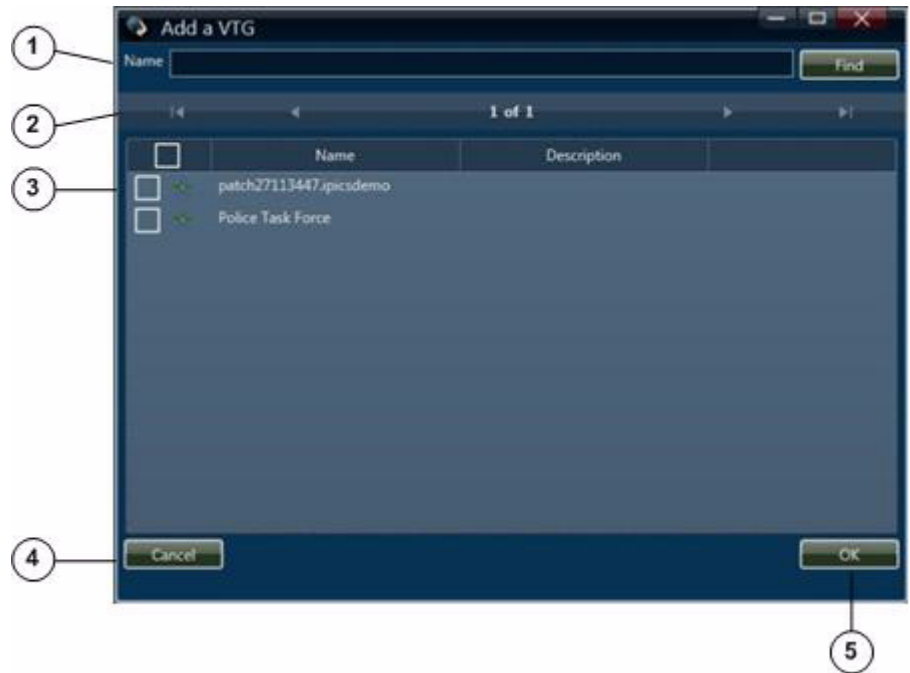 Add a VTG
1
Name
Find
2
1 of 1
Name Description
3
patch27113447.ipicsdemo
Police Task Force
4
Cancel
OK
5